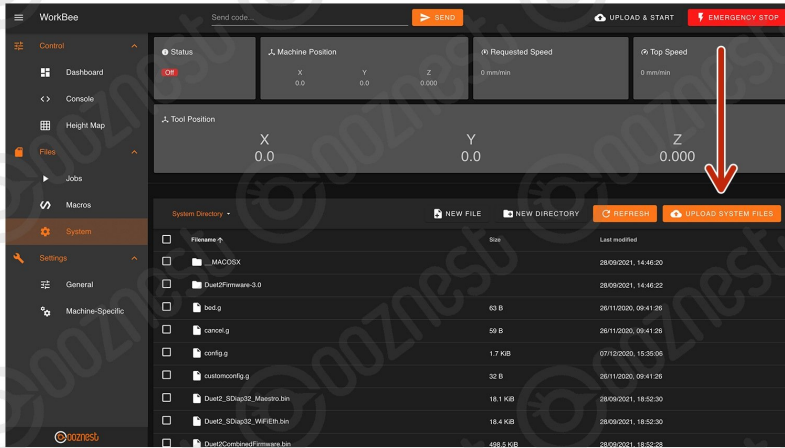 WorkBee
Send code...
SEND
UPLOAD & START
EMERGENCY STOP
Control
Dashboard
Console
Height Map
Files
Jobs
Macros
System
Settings
General
Machine-Specific
ooznest
Status
Off
Machine Position
X Y Z
0.0 0.0 0.000
Requested Speed
0 mm/min
Top Speed
0 mm/min
Tool Position
X Y Z
0.0 0.0 0.000
System Directory
NEW FILE
NEW DIRECTORY
REFRESH
UPLOAD SYSTEM FILES
Filename Size Last modified
__MACOSX 28/09/2021, 14:46:20
Duet2Firmware-3.0 28/09/2021, 14:46:22
bed.g 63 B 26/11/2020, 09:41:26
cancel.g 59 B 26/11/2020, 09:41:26
config.g 1.7 KiB 07/12/2020, 15:35:06
customconfig.g 32 B 26/11/2020, 09:41:26
Duet2_SDiap32_Maestro.bin 18.1 KiB 28/09/2021, 18:52:30
Duet2_SDiap32_WiFiEth.bin 18.4 KiB 28/09/2021, 18:52:30
Duet2CombinedFirmware.bin 498.5 KiB 28/09/2021, 18:52:28